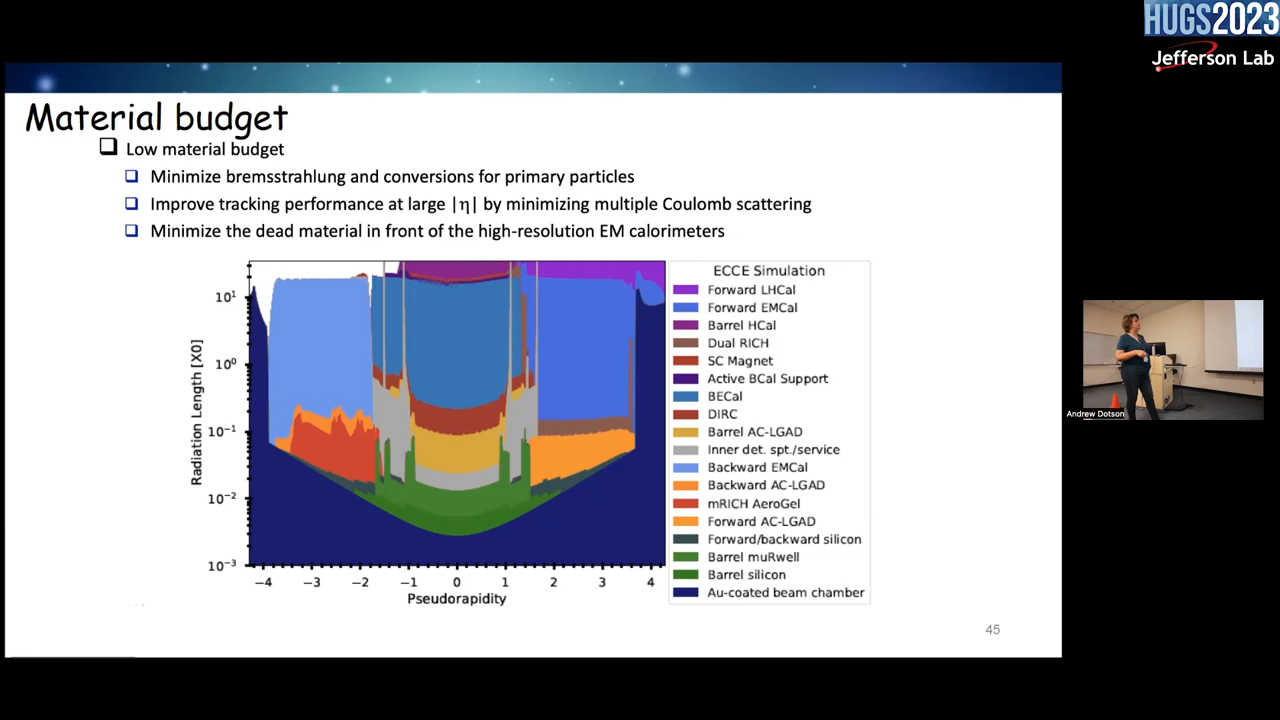 HUGS2023
Jefferson Lab
Material budget
Low material budget
Minimize bremsstrahlung and conversions for primary particles
Improve tracking performance at large |η| by minimizing multiple Coulomb scattering
Minimize the dead material in front of the high-resolution EM calorimeters
Radiation Length [X0]
10¹
10⁰
10⁻¹
10⁻²
10⁻³
−4 −3 −2 −1 0 1 2 3 4
Pseudorapidity
ECCE Simulation
Forward LHCal
Forward EMCal
Barrel HCal
Dual RICH
SC Magnet
Active BCal Support
BECal
DIRC
Barrel AC-LGAD
Inner det. spt./service
Backward EMCal
Backward AC-LGAD
mRICH AeroGel
Forward AC-LGAD
Forward/backward silicon
Barrel muRwell
Barrel silicon
Au-coated beam chamber
45
Andrew Dotson